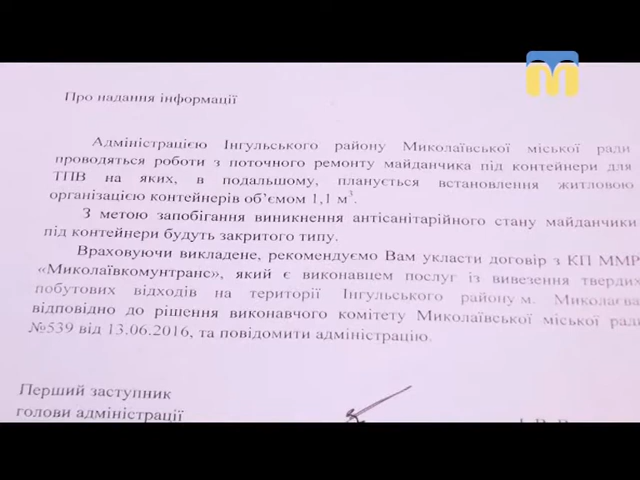 Про надання інформації
Адміністрацією Інгульського району Миколаївської міської ради
проводяться роботи з поточного ремонту майданчика під контейнери для
ТПВ на яких, в подальшому, планується встановлення житловою
організацією контейнерів об'ємом 1,1 м³.
З метою запобігання виникнення антісанітарійного стану майданчики
під контейнери будуть закритого типу.
Враховуючи викладене, рекомендуємо Вам укласти договір з КП ММР
«Миколаївкомунтранс», який є виконавцем послуг із вивезення твердих
побутових відходів на території Інгульського району м. Миколаєва
відповідно до рішення виконавчого комітету Миколаївської міської ради
№539 від 13.06.2016, та повідомити адміністрацію.
Перший заступник
голови адміністрації